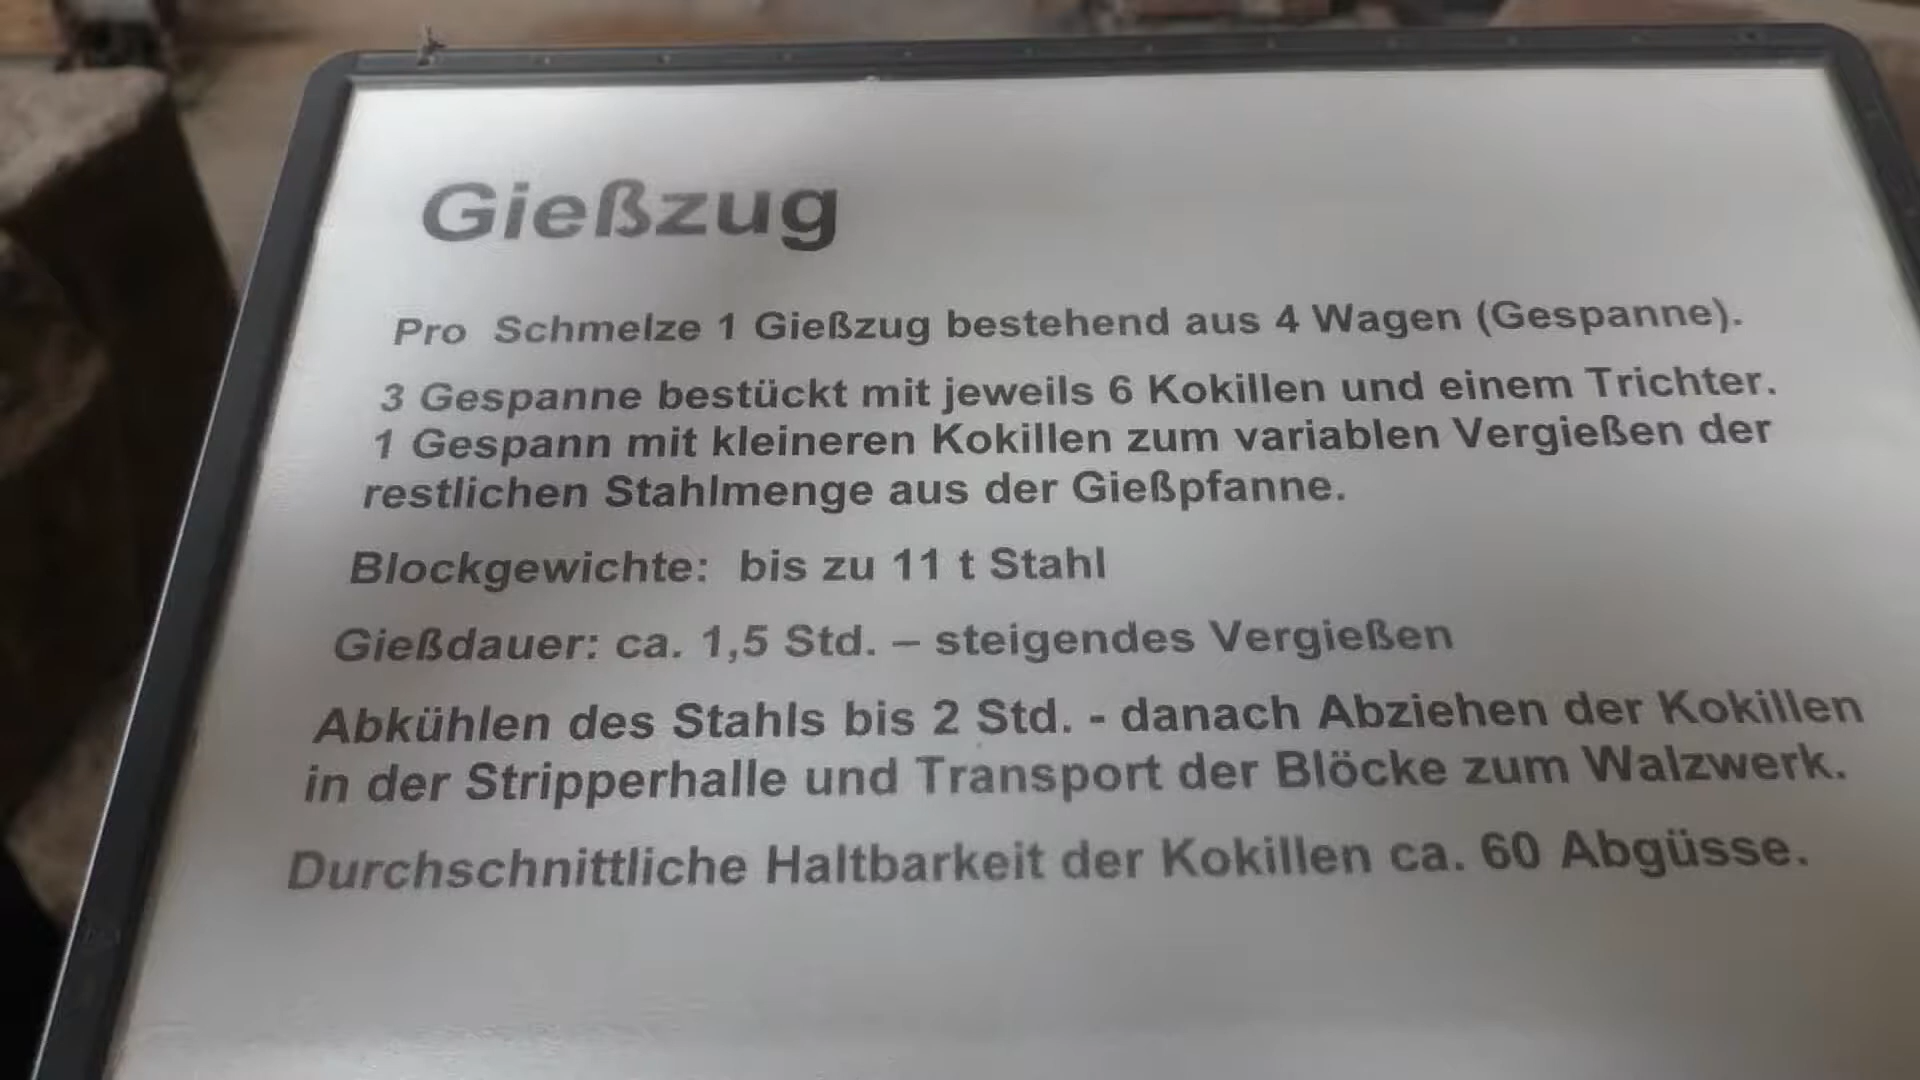 Gießzug
Pro Schmelze 1 Gießzug bestehend aus 4 Wagen (Gespanne).
3 Gespanne bestückt mit jeweils 6 Kokillen und einem Trichter.
1 Gespann mit kleineren Kokillen zum variablen Vergießen der
restlichen Stahlmenge aus der Gießpfanne.
Blockgewichte: bis zu 11 t Stahl
Gießdauer: ca. 1,5 Std. – steigendes Vergießen
Abkühlen des Stahls bis 2 Std. - danach Abziehen der Kokillen
in der Stripperhalle und Transport der Blöcke zum Walzwerk.
Durchschnittliche Haltbarkeit der Kokillen ca. 60 Abgüsse.